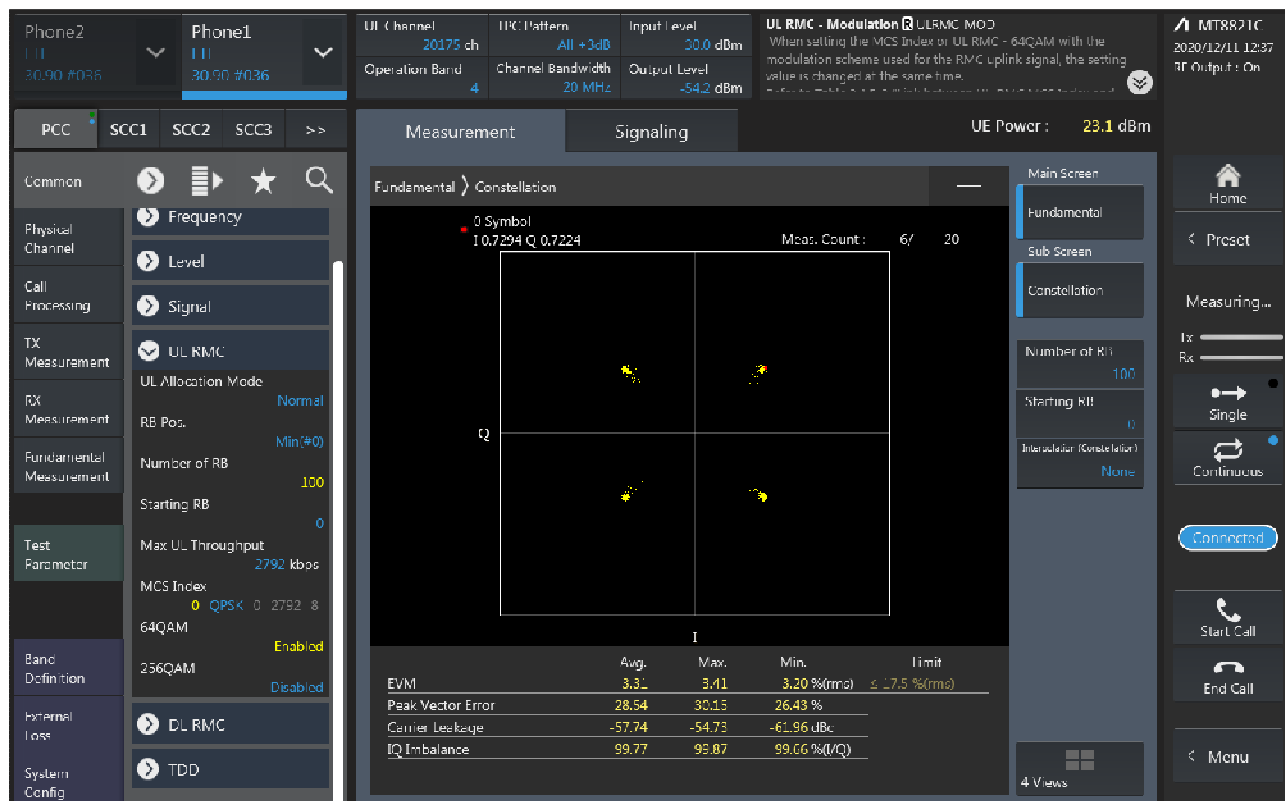 Phone2
30.90 #036
Phone1
30.90 #036
UL Channel
20175 ch
Operation Band
4
TPC Pattern
All +3dB
Channel Bandwidth
20 MHz
Input Level
30.0 dBm
Output Level
-54.2 dBm
UL RMC - Modulation R ULRMC_MOD
When setting the MCS Index or UL RMC - 64QAM with the
modulation scheme used for the RMC uplink signal, the setting
value is changed at the same time.
MT8821C
2020/12/11 12:37
RF Output : On
PCC
SCC1
SCC2
SCC3
>>
Measurement
Signaling
UE Power : 23.1 dBm
Common
Physical
Channel
Call
Processing
TX
Measurement
RX
Measurement
Fundamental
Measurement
Test
Parameter
Band
Definition
External
Loss
System
Config
Frequency
Level
Signal
UL RMC
UL Allocation Mode
Normal
RB Pos.
Min(#0)
Number of RB
100
Starting RB
0
Max UL Throughput
2792 kbps
MCS Index
0 QPSK 0 2792 8
64QAM
Enabled
256QAM
Disabled
DL RMC
TDD
Fundamental 〉 Constellation
0 Symbol
I 0.7294 Q 0.7224
Meas. Count : 6/ 20
Q
I
Avg. Max. Min. Limit
EVM 3.31 3.41 3.20 %(rms) ≤ 17.5 %(rms)
Peak Vector Error 28.54 30.15 26.43 %
Carrier Leakage -57.74 -54.73 -61.96 dBc
IQ Imbalance 99.77 99.87 99.66 %(I/Q)
Main Screen
Fundamental
Sub Screen
Constellation
Number of RB
100
Starting RB
0
Interpolation (Constellation)
None
4 Views
Home
< Preset
Measuring...
Tx
Rx
Single
Continuous
Connected
Start Call
End Call
< Menu